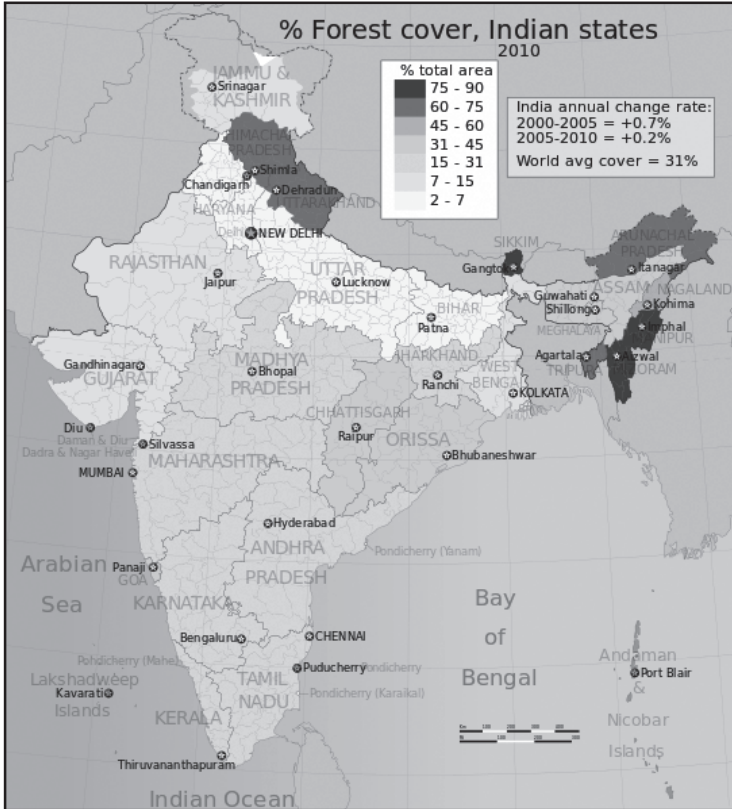 % Forest cover, Indian states
2010
% total area
75 - 90
60 - 75
45 - 60
31 - 45
15 - 31
7 - 15
2 - 7
India annual change rate:
2000-2005 = +0.7%
2005-2010 = +0.2%
World avg cover = 31%
JAMMU &
KASHMIR
Srinagar
HIMACHAL
PRADESH
Shimla
Chandigarh
Dehradun
UTTARAKHAND
HARYANA
Delhi
NEW DELHI
RAJASTHAN
Jaipur
UTTAR
PRADESH
Lucknow
BIHAR
Patna
SIKKIM
Gangtok
ARUNACHAL
PRADESH
Itanagar
ASSAM
NAGALAND
Guwahati
Kohima
Shillong
MEGHALAYA
Imphal
MANIPUR
Agartala
Aizwal
TRIPURA
MIZORAM
Gandhinagar
GUJARAT
MADHYA
PRADESH
Bhopal
JHARKHAND
Ranchi
WEST
BENGAL
KOLKATA
CHHATTISGARH
Raipur
ORISSA
Bhubaneshwar
Diu
Daman & Diu
Dadra & Nagar Haveli
Silvassa
MUMBAI
MAHARASHTRA
Hyderabad
ANDHRA
PRADESH
Pondicherry (Yanam)
Arabian
Sea
Panaji
GOA
KARNATAKA
Bay
of
Bengal
Bengaluru
CHENNAI
Pohdicherry (Mahe)
Puducherry
Pondicherry
Lakshadweep
Islands
Kavarati
TAMIL
NADU
Pondicherry (Karaikal)
KERALA
Thiruvananthapuram
Andaman
&
Nicobar
Islands
Port Blair
Indian Ocean